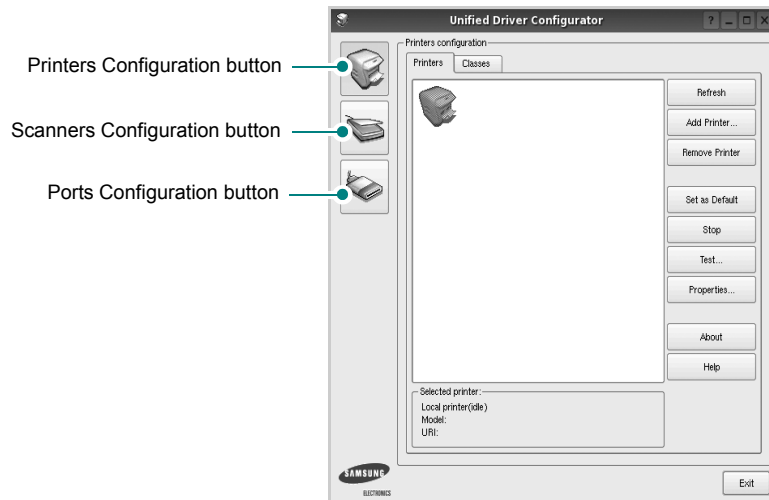 Unified Driver Configurator
Printers Configuration button
Scanners Configuration button
Ports Configuration button
Printers configuration
Printers
Classes
Refresh
Add Printer...
Remove Printer
Set as Default
Stop
Test...
Properties...
About
Help
Selected printer:
Local printer(idle)
Model:
URI:
SAMSUNG
ELECTRONICS
Exit